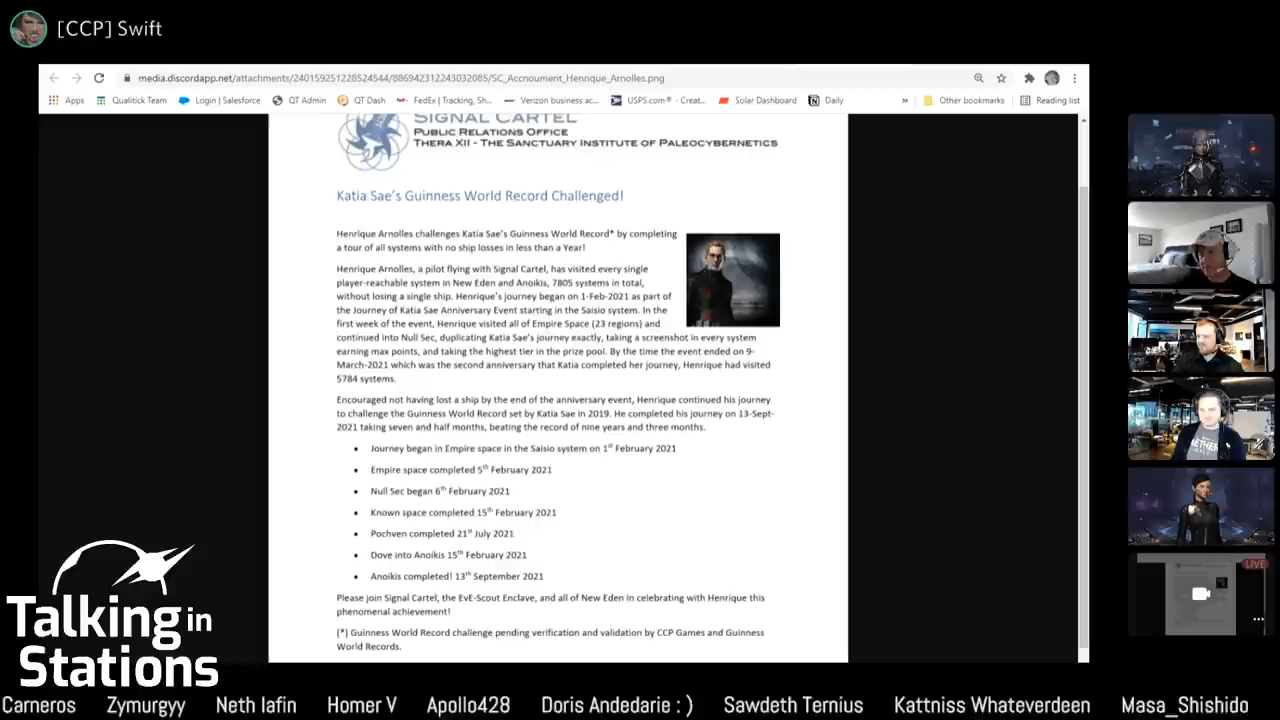 [CCP] Swift
media.discordapp.net/attachments/240159251228524544/886942312243032085/SC_Accnoument_Henrique_Arnolles.png
Apps
Qualitick Team
Login | Salesforce
QT Admin
QT Dash
FedEx | Tracking, Sh...
Verizon business ac...
USPS.com® - Creat...
Solar Dashboard
Daily
»
Other bookmarks
Reading list
SIGNAL CARTEL
PUBLIC RELATIONS OFFICE
THERA XII - THE SANCTUARY INSTITUTE OF PALEOCYBERNETICS
Katia Sae's Guinness World Record Challenged!
Henrique Arnolles challenges Katia Sae's Guinness World Record* by completing
a tour of all systems with no ship losses in less than a Year!
Henrique Arnolles, a pilot flying with Signal Cartel, has visited every single
player-reachable system in New Eden and Anoikis, 7805 systems in total,
without losing a single ship. Henrique's journey began on 1-Feb-2021 as part of
the Journey of Katia Sae Anniversary Event starting in the Saisio system. In the
first week of the event, Henrique visited all of Empire Space (23 regions) and
continued into Null Sec, duplicating Katia Sae's journey exactly, taking a screenshot in every system
earning max points, and taking the highest tier in the prize pool. By the time the event ended on 9-
March-2021 which was the second anniversary that Katia completed her journey, Henrique had visited
5784 systems.
Encouraged not having lost a ship by the end of the anniversary event, Henrique continued his journey
to challenge the Guinness World Record set by Katia Sae in 2019. He completed his journey on 13-Sept-
2021 taking seven and half months, beating the record of nine years and three months.
• Journey began in Empire space in the Saisio system on 1st February 2021
• Empire space completed 5th February 2021
• Null Sec began 6th February 2021
• Known space completed 15th February 2021
• Pochven completed 21st July 2021
• Dove into Anoikis 15th February 2021
• Anoikis completed! 13th September 2021
Please join Signal Cartel, the EvE-Scout Enclave, and all of New Eden in celebrating with Henrique this
phenomenal achievement!
(*) Guinness World Record challenge pending verification and validation by CCP Games and Guinness
World Records.
LIVE
Talking in
Stations
Carneros Zymurgyy Neth Iafin Homer V Apollo428 Doris Andedarie : ) Sawdeth Ternius Kattniss Whateverdeen Masa_Shishido